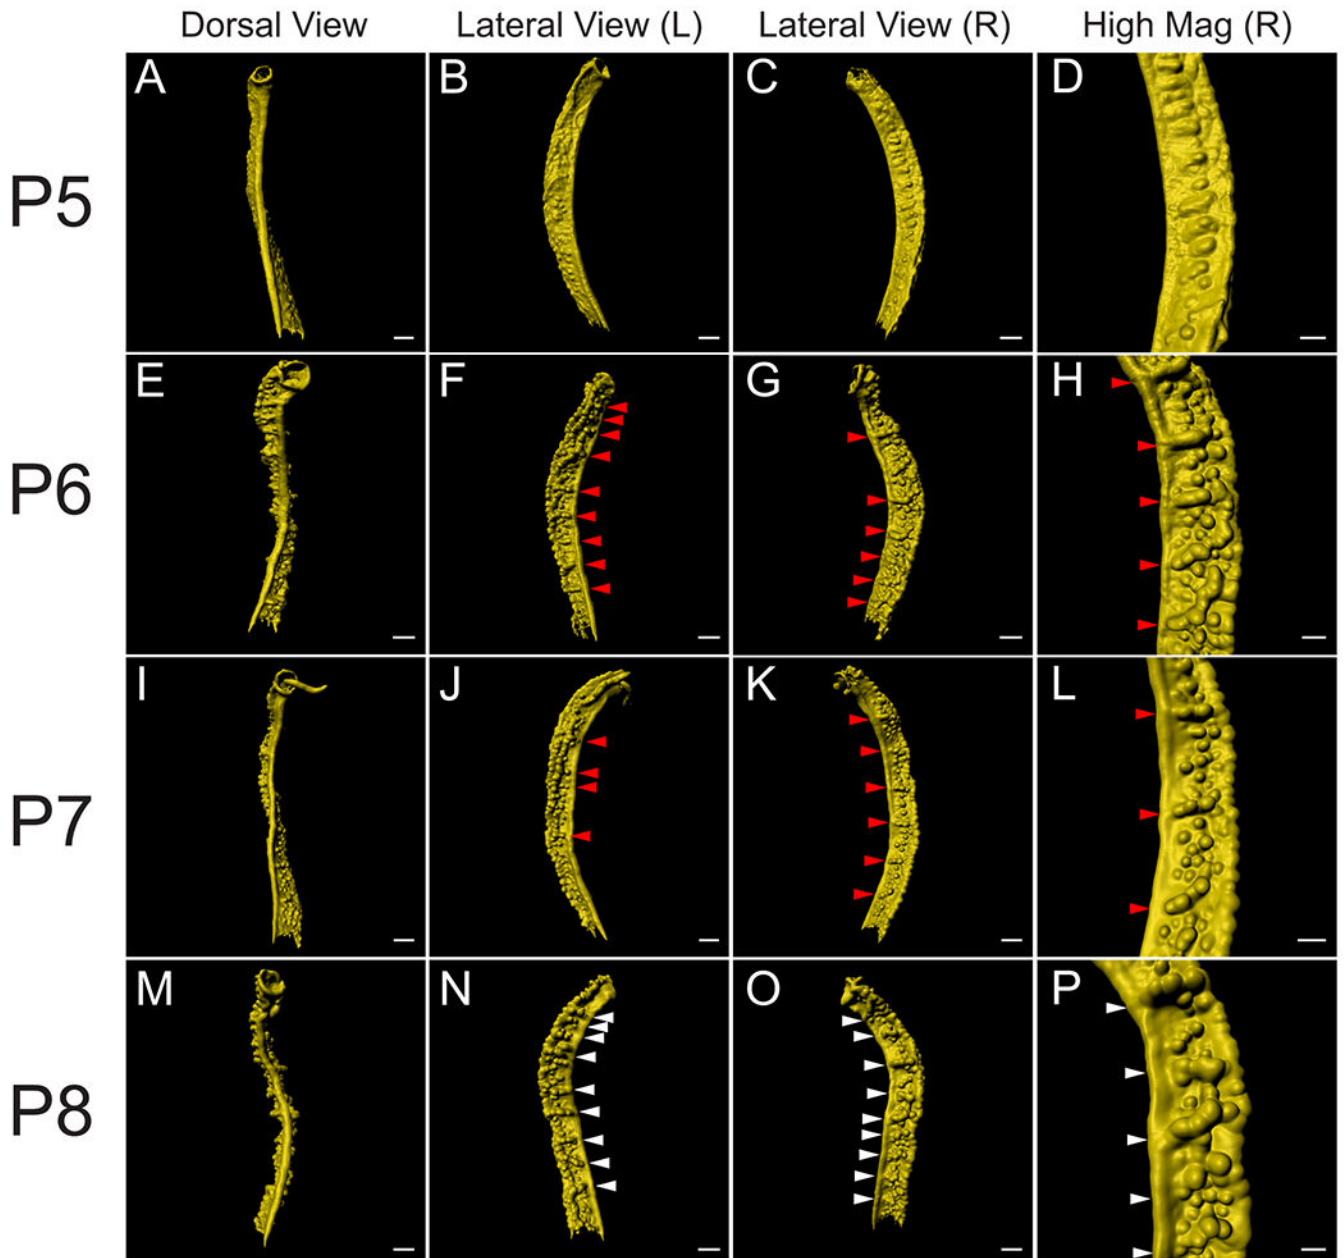 Dorsal View Lateral View (L) Lateral View (R) High Mag (R)
A B C D
P5
E F G H
P6
I J K L
P7
M N O P
P8